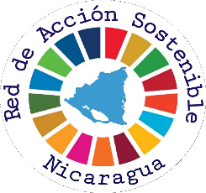 Red de Acción Sostenible
Nicaragua